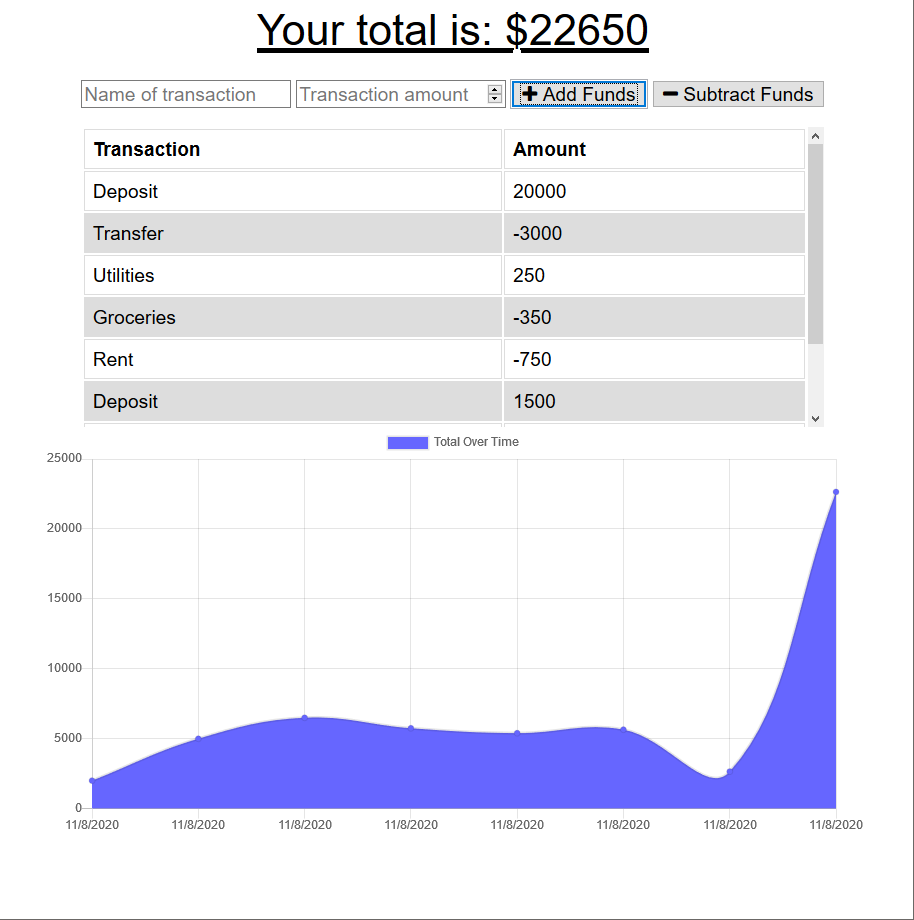 Your total is: $22650
Name of transaction Transaction amount + Add Funds − Subtract Funds
Transaction Amount
Deposit 20000
Transfer -3000
Utilities 250
Groceries -350
Rent -750
Deposit 1500
Total Over Time
25000
20000
15000
10000
5000
0
11/8/2020 11/8/2020 11/8/2020 11/8/2020 11/8/2020 11/8/2020 11/8/2020 11/8/2020